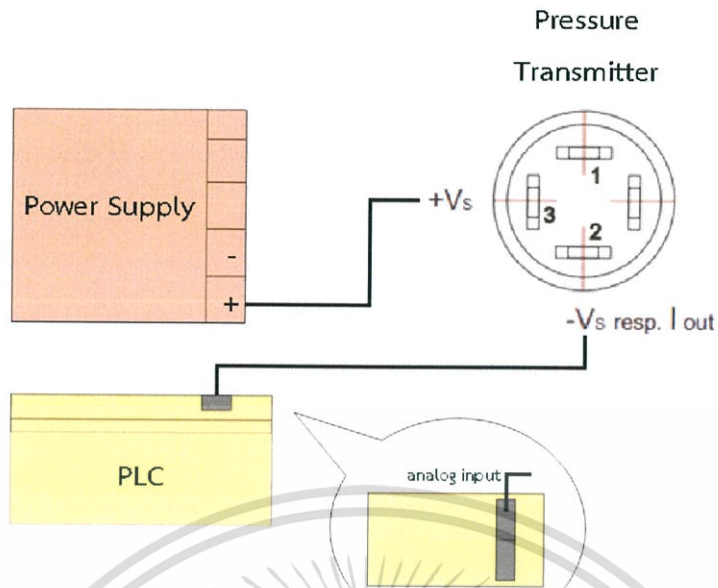 Pressure
Transmitter
Power Supply
-
+
+Vs
1
3
2
-Vs resp. I out
PLC
analog input